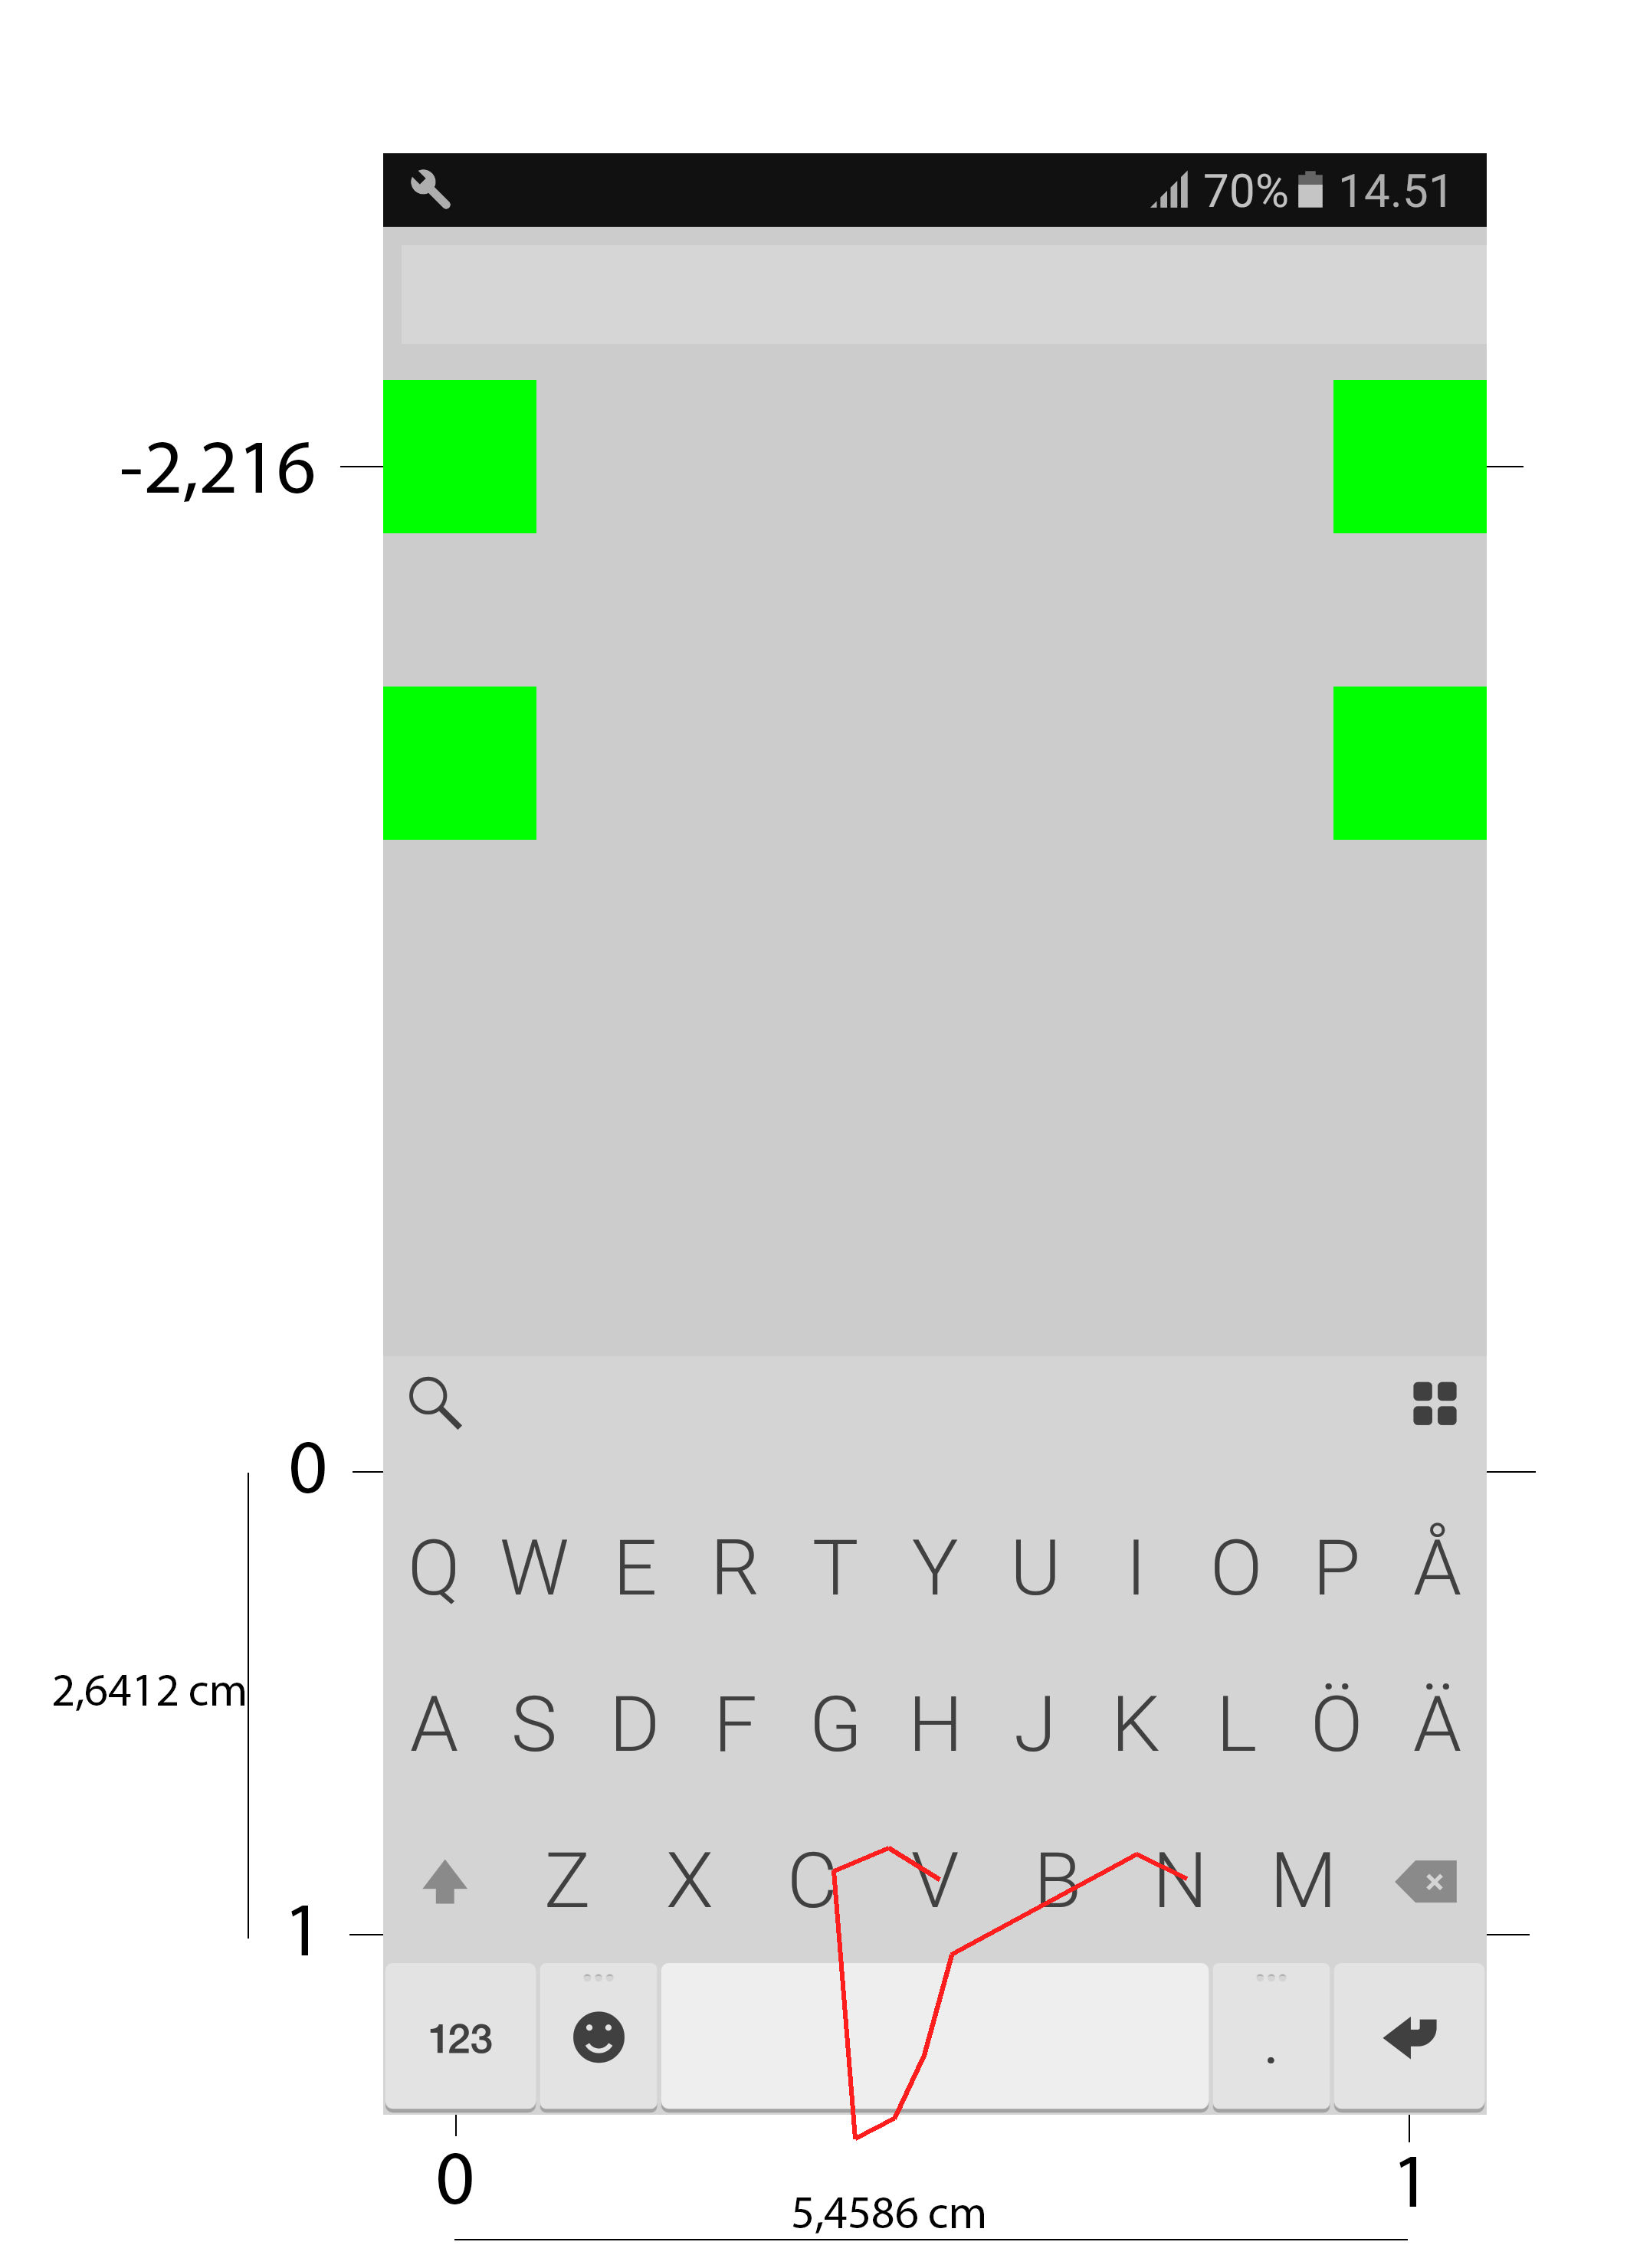 70% 14.51
-2,216
0
Q W E R T Y U I O P Å
2,6412 cm
A S D F G H J K L Ö Ä
Z X C V B N M
1
123 .
0 1
5,4586 cm